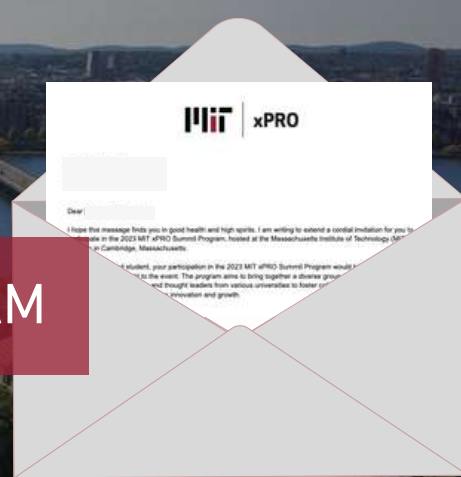 MIT xPRO
Dear
I hope this message finds you in good health and high spirits. I am writing to extend a cordial invitation for you to
in the 2023 MIT xPRO Summit Program, hosted at the Massachusetts Institute of Technology
in Cambridge, Massachusetts.
student, your participation in the 2023 MIT xPRO Summit Program would
to the event. The program aims to bring together a diverse
and thought leaders from various universities to foster
innovation and growth.
AM